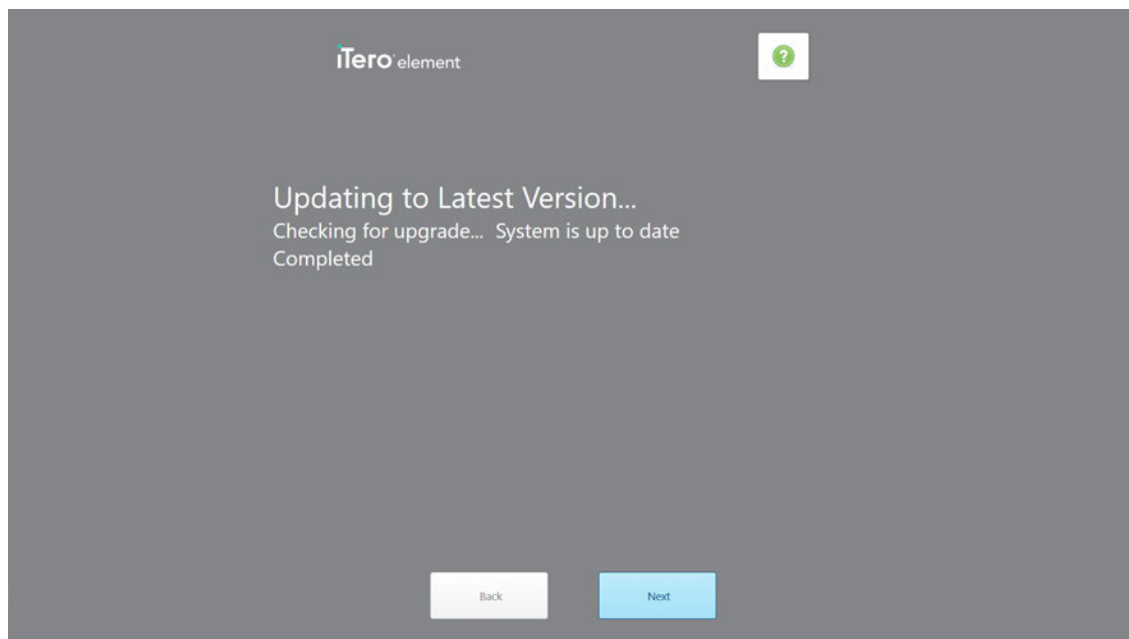 iTero element
?
Updating to Latest Version...
Checking for upgrade... System is up to date
Completed
Back
Next